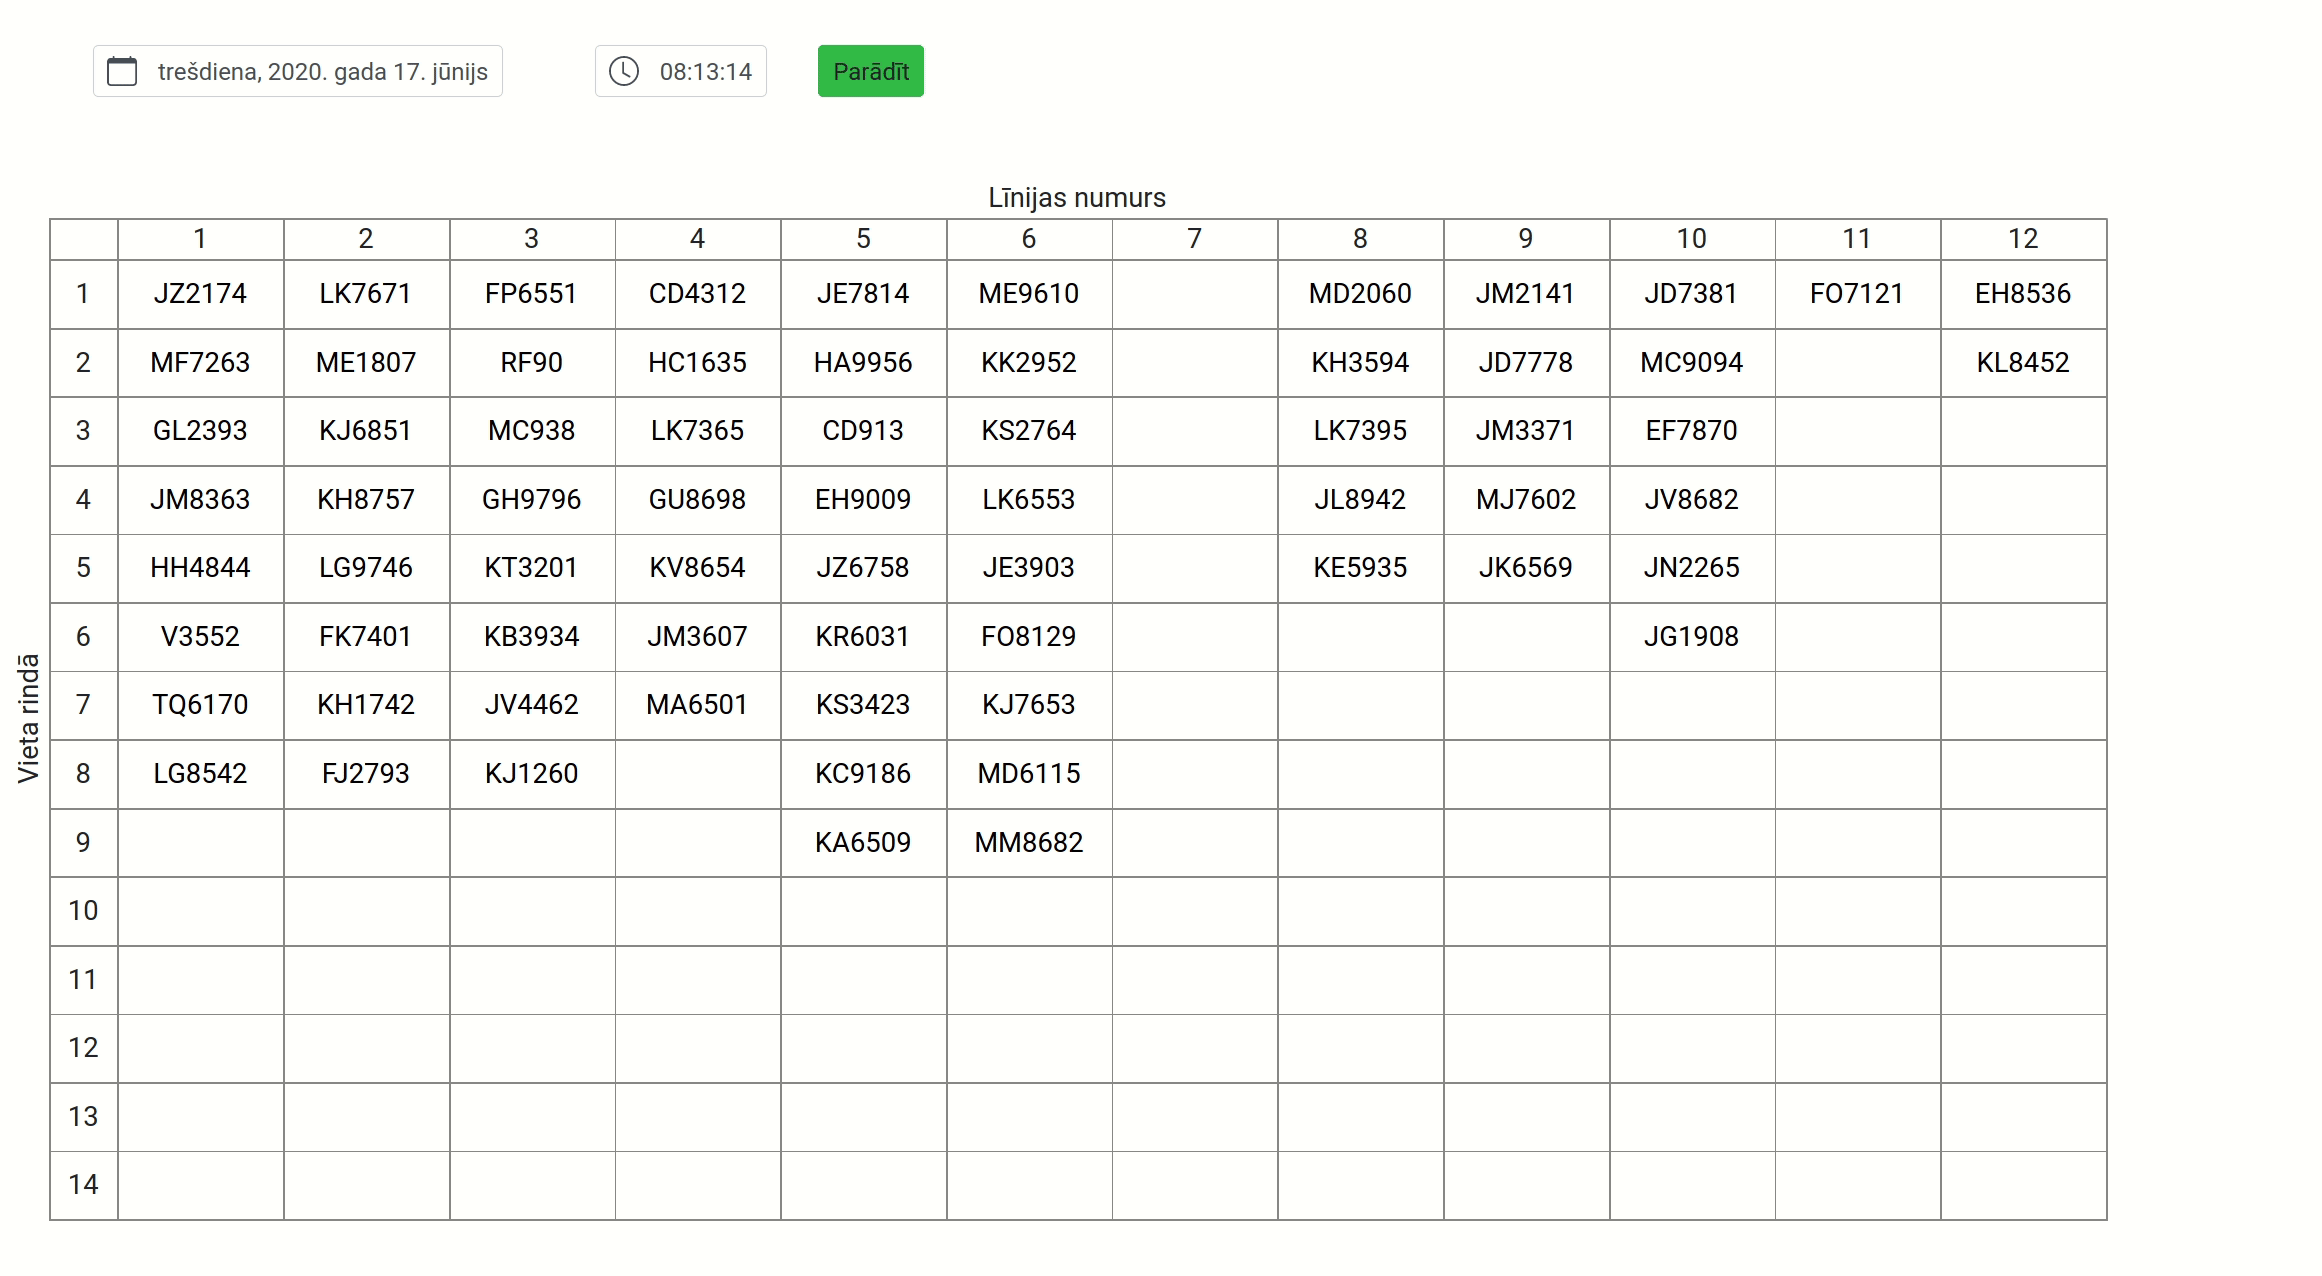 trešdiena, 2020. gada 17. jūnijs 08:13:14 Parādīt
Līnijas numurs
1 2 3 4 5 6 7 8 9 10 11 12
Vieta rindā
1 JZ2174 LK7671 FP6551 CD4312 JE7814 ME9610 MD2060 JM2141 JD7381 FO7121 EH8536
2 MF7263 ME1807 RF90 HC1635 HA9956 KK2952 KH3594 JD7778 MC9094 KL8452
3 GL2393 KJ6851 MC938 LK7365 CD913 KS2764 LK7395 JM3371 EF7870
4 JM8363 KH8757 GH9796 GU8698 EH9009 LK6553 JL8942 MJ7602 JV8682
5 HH4844 LG9746 KT3201 KV8654 JZ6758 JE3903 KE5935 JK6569 JN2265
6 V3552 FK7401 KB3934 JM3607 KR6031 FO8129 JG1908
7 TQ6170 KH1742 JV4462 MA6501 KS3423 KJ7653
8 LG8542 FJ2793 KJ1260 KC9186 MD6115
9 KA6509 MM8682
10
11
12
13
14